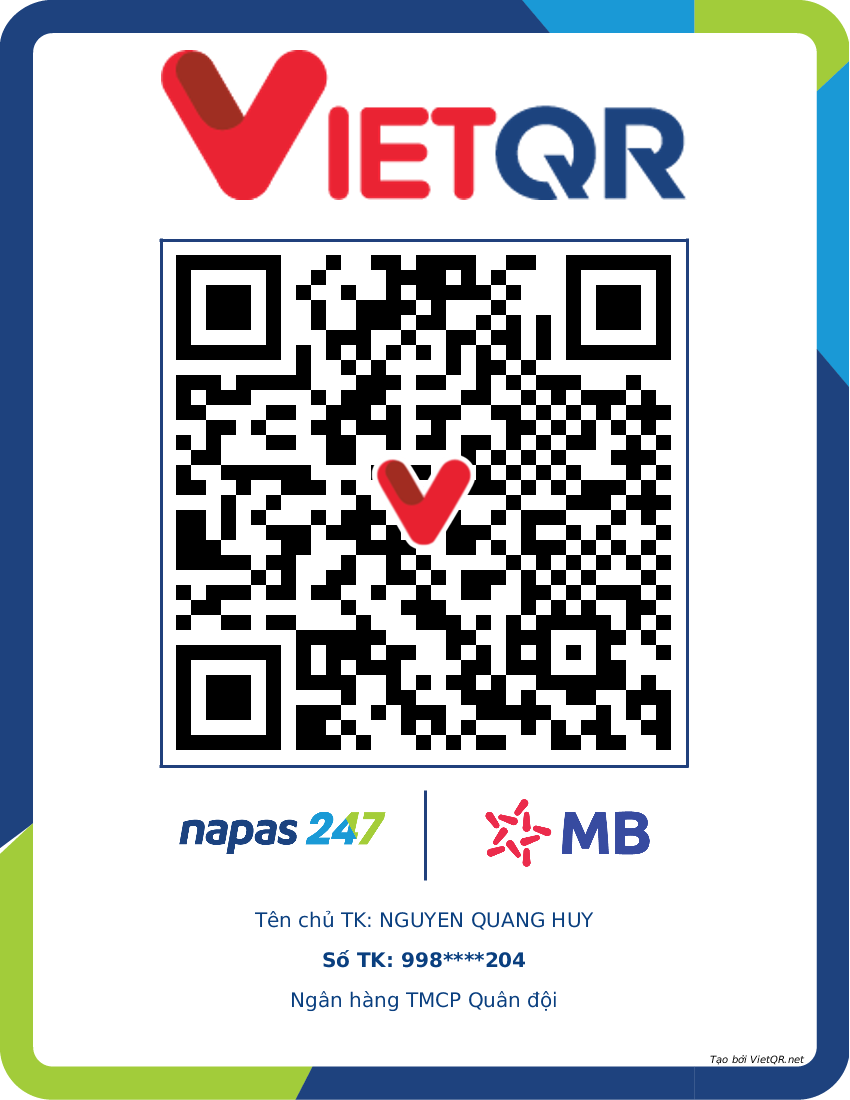 VIETQR
napas 247
MB
Tên chủ TK: NGUYEN QUANG HUY
Số TK: 998****204
Ngân hàng TMCP Quân đội
Tạo bởi VietQR.net